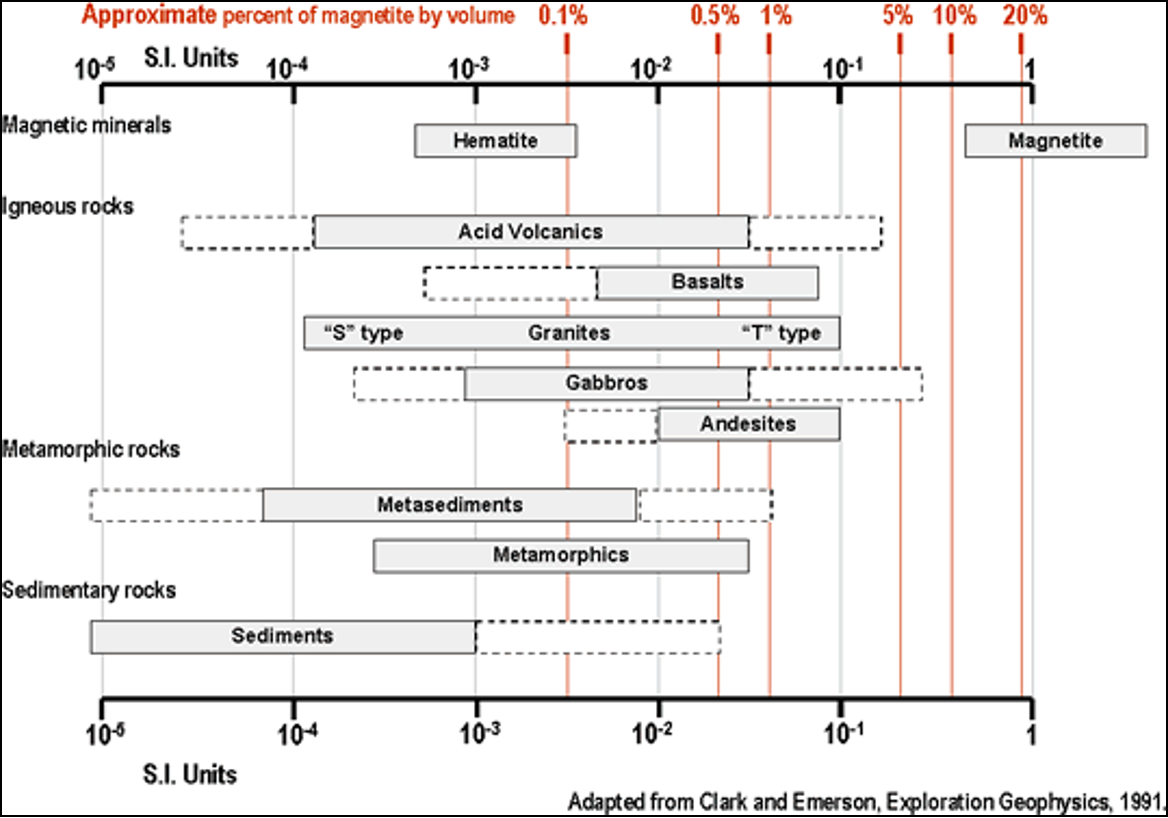 Approximate percent of magnetite by volume 0.1% 0.5% 1% 5% 10% 20%
S.I. Units
10-5 10-4 10-3 10-2 10-1 1
Magnetic minerals
Hematite Magnetite
Igneous rocks
Acid Volcanics
Basalts
“S” type Granites “T” type
Gabbros
Andesites
Metamorphic rocks
Metasediments
Metamorphics
Sedimentary rocks
Sediments
10-5 10-4 10-3 10-2 10-1 1
S.I. Units
Adapted from Clark and Emerson, Exploration Geophysics, 1991.